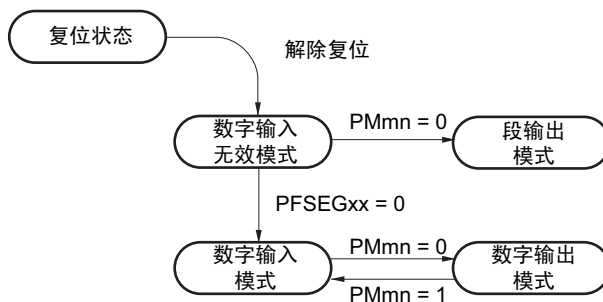 复位状态
解除复位
数字输入
无效模式
PMmn = 0
段输出
模式
PFSEGxx = 0
数字输入
模式
PMmn = 0
PMmn = 1
数字输出
模式